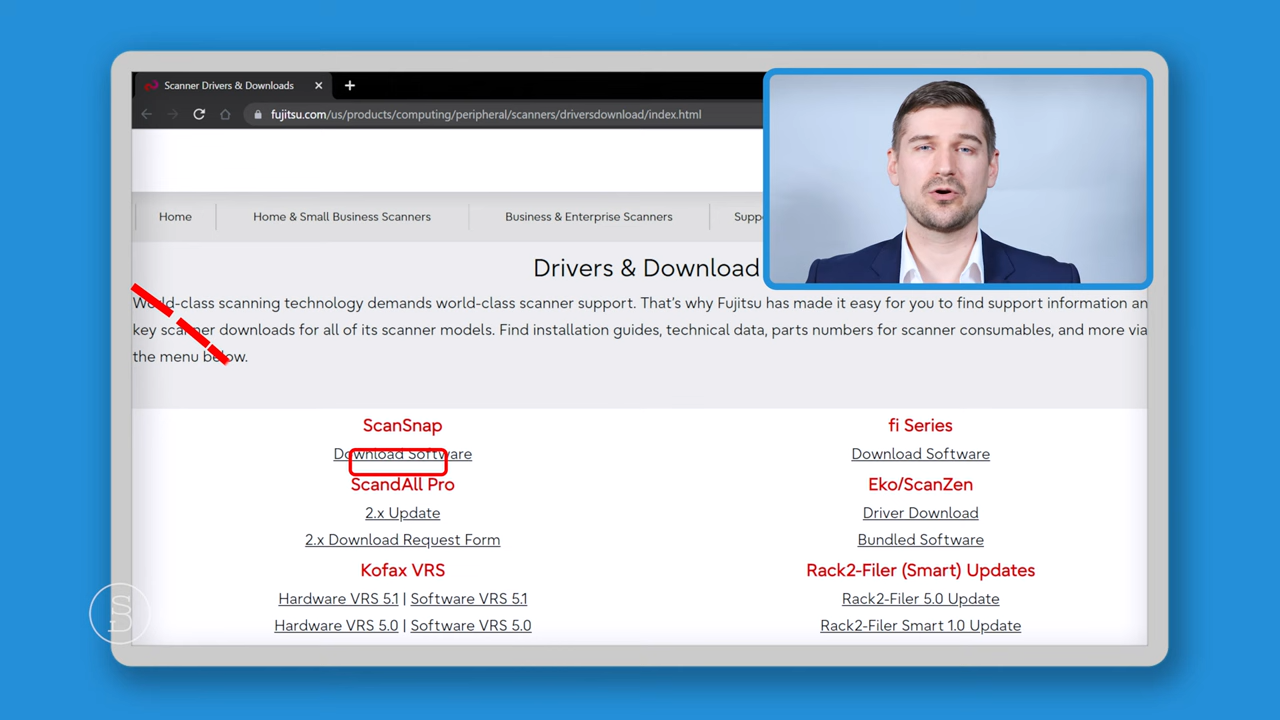 Scanner Drivers & Downloads
fujitsu.com/us/products/computing/peripheral/scanners/driversdownload/index.html
Home
Home & Small Business Scanners
Business & Enterprise Scanners
Supp
Drivers & Download
World-class scanning technology demands world-class scanner support. That's why Fujitsu has made it easy for you to find support information an
key scanner downloads for all of its scanner models. Find installation guides, technical data, parts numbers for scanner consumables, and more via
the menu below.
ScanSnap
Download Software
ScandAll Pro
2.x Update
2.x Download Request Form
Kofax VRS
Hardware VRS 5.1 | Software VRS 5.1
Hardware VRS 5.0 | Software VRS 5.0
fi Series
Download Software
Eko/ScanZen
Driver Download
Bundled Software
Rack2-Filer (Smart) Updates
Rack2-Filer 5.0 Update
Rack2-Filer Smart 1.0 Update